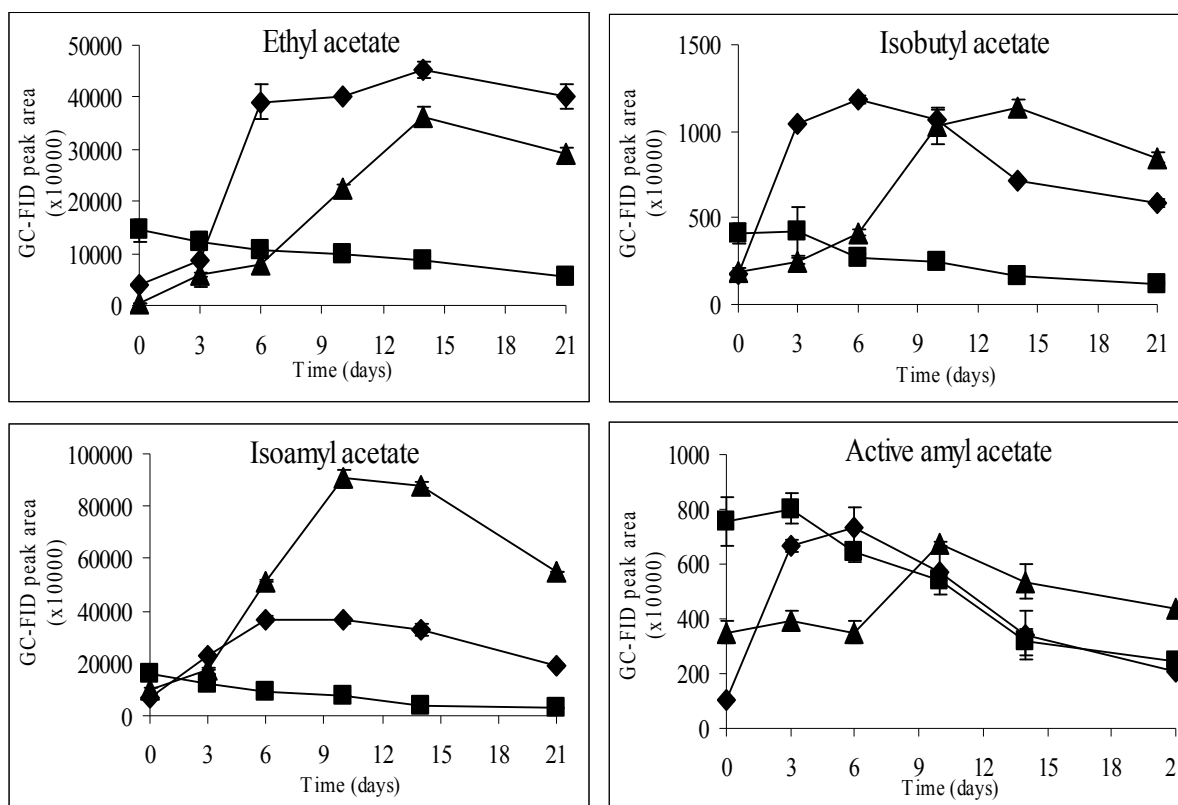 Ethyl acetate
GC-FID peak area
(x10000)
50000
40000
30000
20000
10000
0
0 3 6 9 12 15 18 21
Time (days)
Isobutyl acetate
GC-FID peak area
(x10000)
1500
1000
500
0
0 3 6 9 12 15 18 21
Time (days)
Isoamyl acetate
GC-FID peak area
(x10000)
100000
80000
60000
40000
20000
0
0 3 6 9 12 15 18 21
Time (days)
Active amyl acetate
GC-FID peak area
(x10000)
1000
800
600
400
200
0
0 3 6 9 12 15 18 2
Time (days)